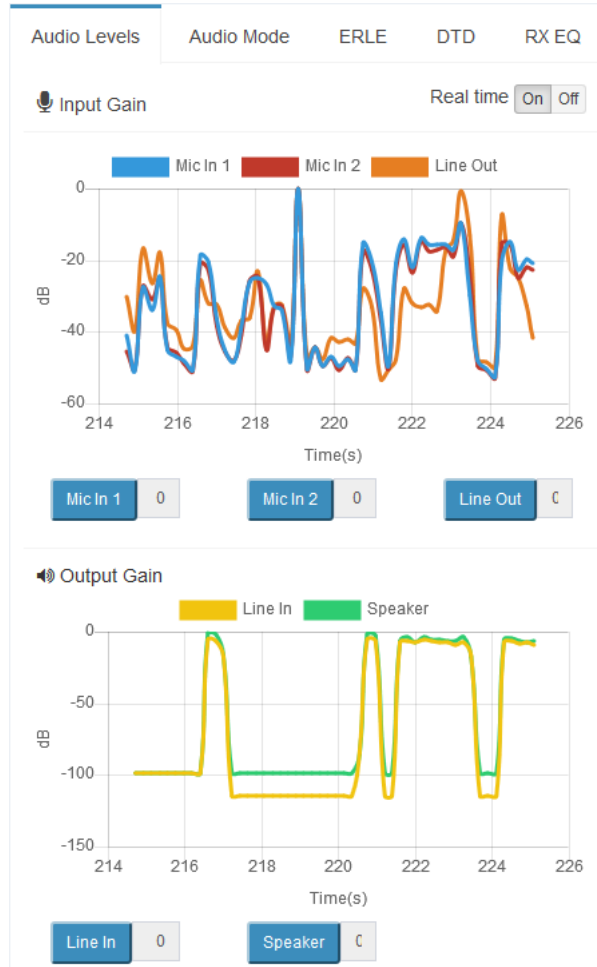 Audio Levels Audio Mode ERLE DTD RX EQ
Input Gain Real time On Off
Mic In 1 Mic In 2 Line Out
0
-20
dB
-40
-60
214 216 218 220 222 224 226
Time(s)
Mic In 1 0 Mic In 2 0 Line Out
Output Gain
Line In Speaker
0
-50
dB
-100
-150
214 216 218 220 222 224 226
Time(s)
Line In 0 Speaker